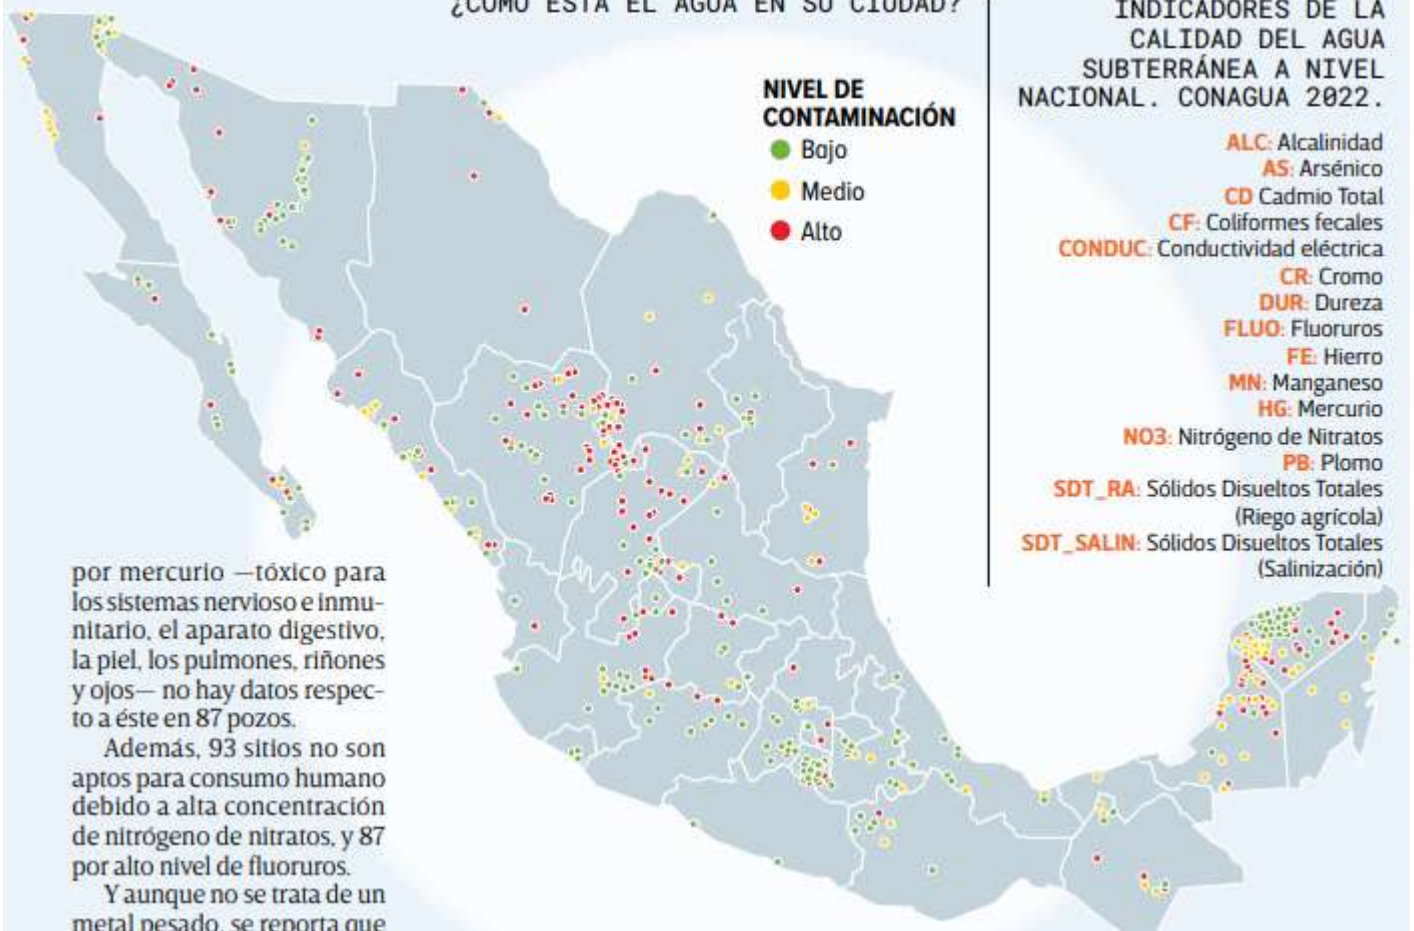 ¿CÓMO ESTÁ EL AGUA EN SU CIUDAD?
NIVEL DE
CONTAMINACIÓN
Bajo
Medio
Alto
INDICADORES DE LA
CALIDAD DEL AGUA
SUBTERRÁNEA A NIVEL
NACIONAL. CONAGUA 2022.
ALC: Alcalinidad
AS: Arsénico
CD Cadmio Total
CF: Coliformes fecales
CONDUC: Conductividad eléctrica
CR: Cromo
DUR: Dureza
FLUO: Fluoruros
FE: Hierro
MN: Manganeso
HG: Mercurio
NO3: Nitrógeno de Nitratos
PB: Plomo
SDT_RA: Sólidos Disueltos Totales
(Riego agrícola)
SDT_SALIN: Sólidos Disueltos Totales
(Salinización)
por mercurio —tóxico para
los sistemas nervioso e inmu-
nitario, el aparato digestivo,
la piel, los pulmones, riñones
y ojos— no hay datos respec-
to a éste en 87 pozos.
Además, 93 sitios no son
aptos para consumo humano
debido a alta concentración
de nitrógeno de nitratos, y 87
por alto nivel de fluoruros.
Y aunque no se trata de un
metal pesado, se reporta que